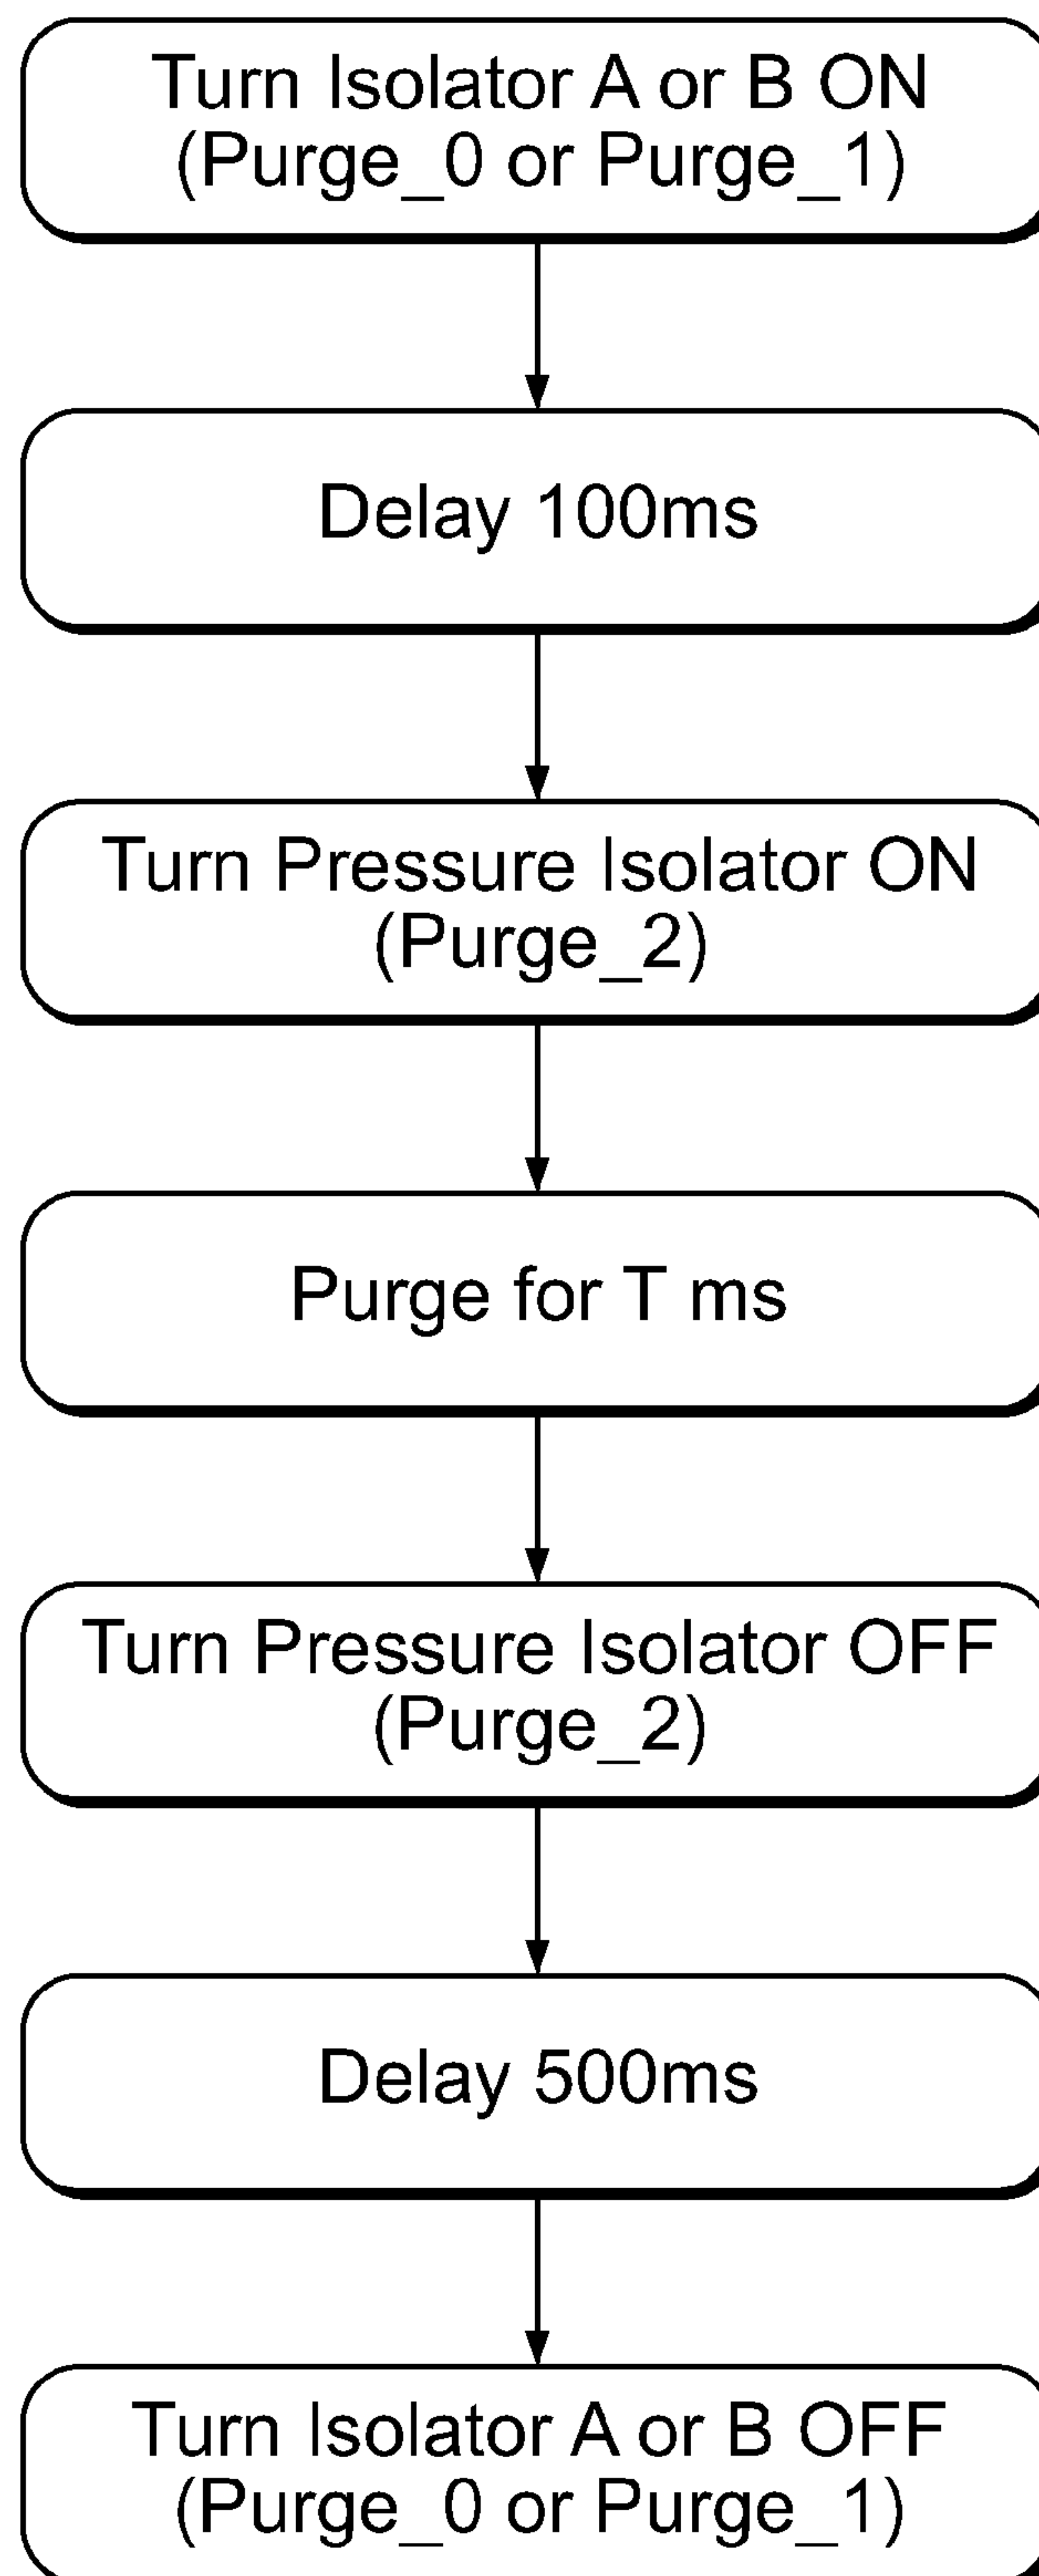 Turn Isolator A or B ON
(Purge_0 or Purge_1)
Delay 100ms
Turn Pressure Isolator ON
(Purge_2)
Purge for T ms
Turn Pressure Isolator OFF
(Purge_2)
Delay 500ms
Turn Isolator A or B OFF
(Purge_0 or Purge_1)